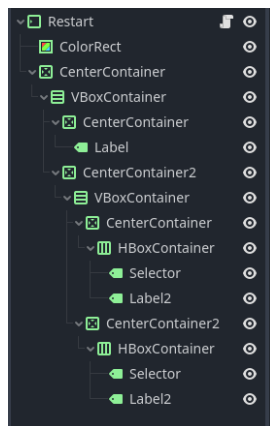 Restart
ColorRect
CenterContainer
VBoxContainer
CenterContainer
Label
CenterContainer2
VBoxContainer
CenterContainer
HBoxContainer
Selector
Label2
CenterContainer2
HBoxContainer
Selector
Label2